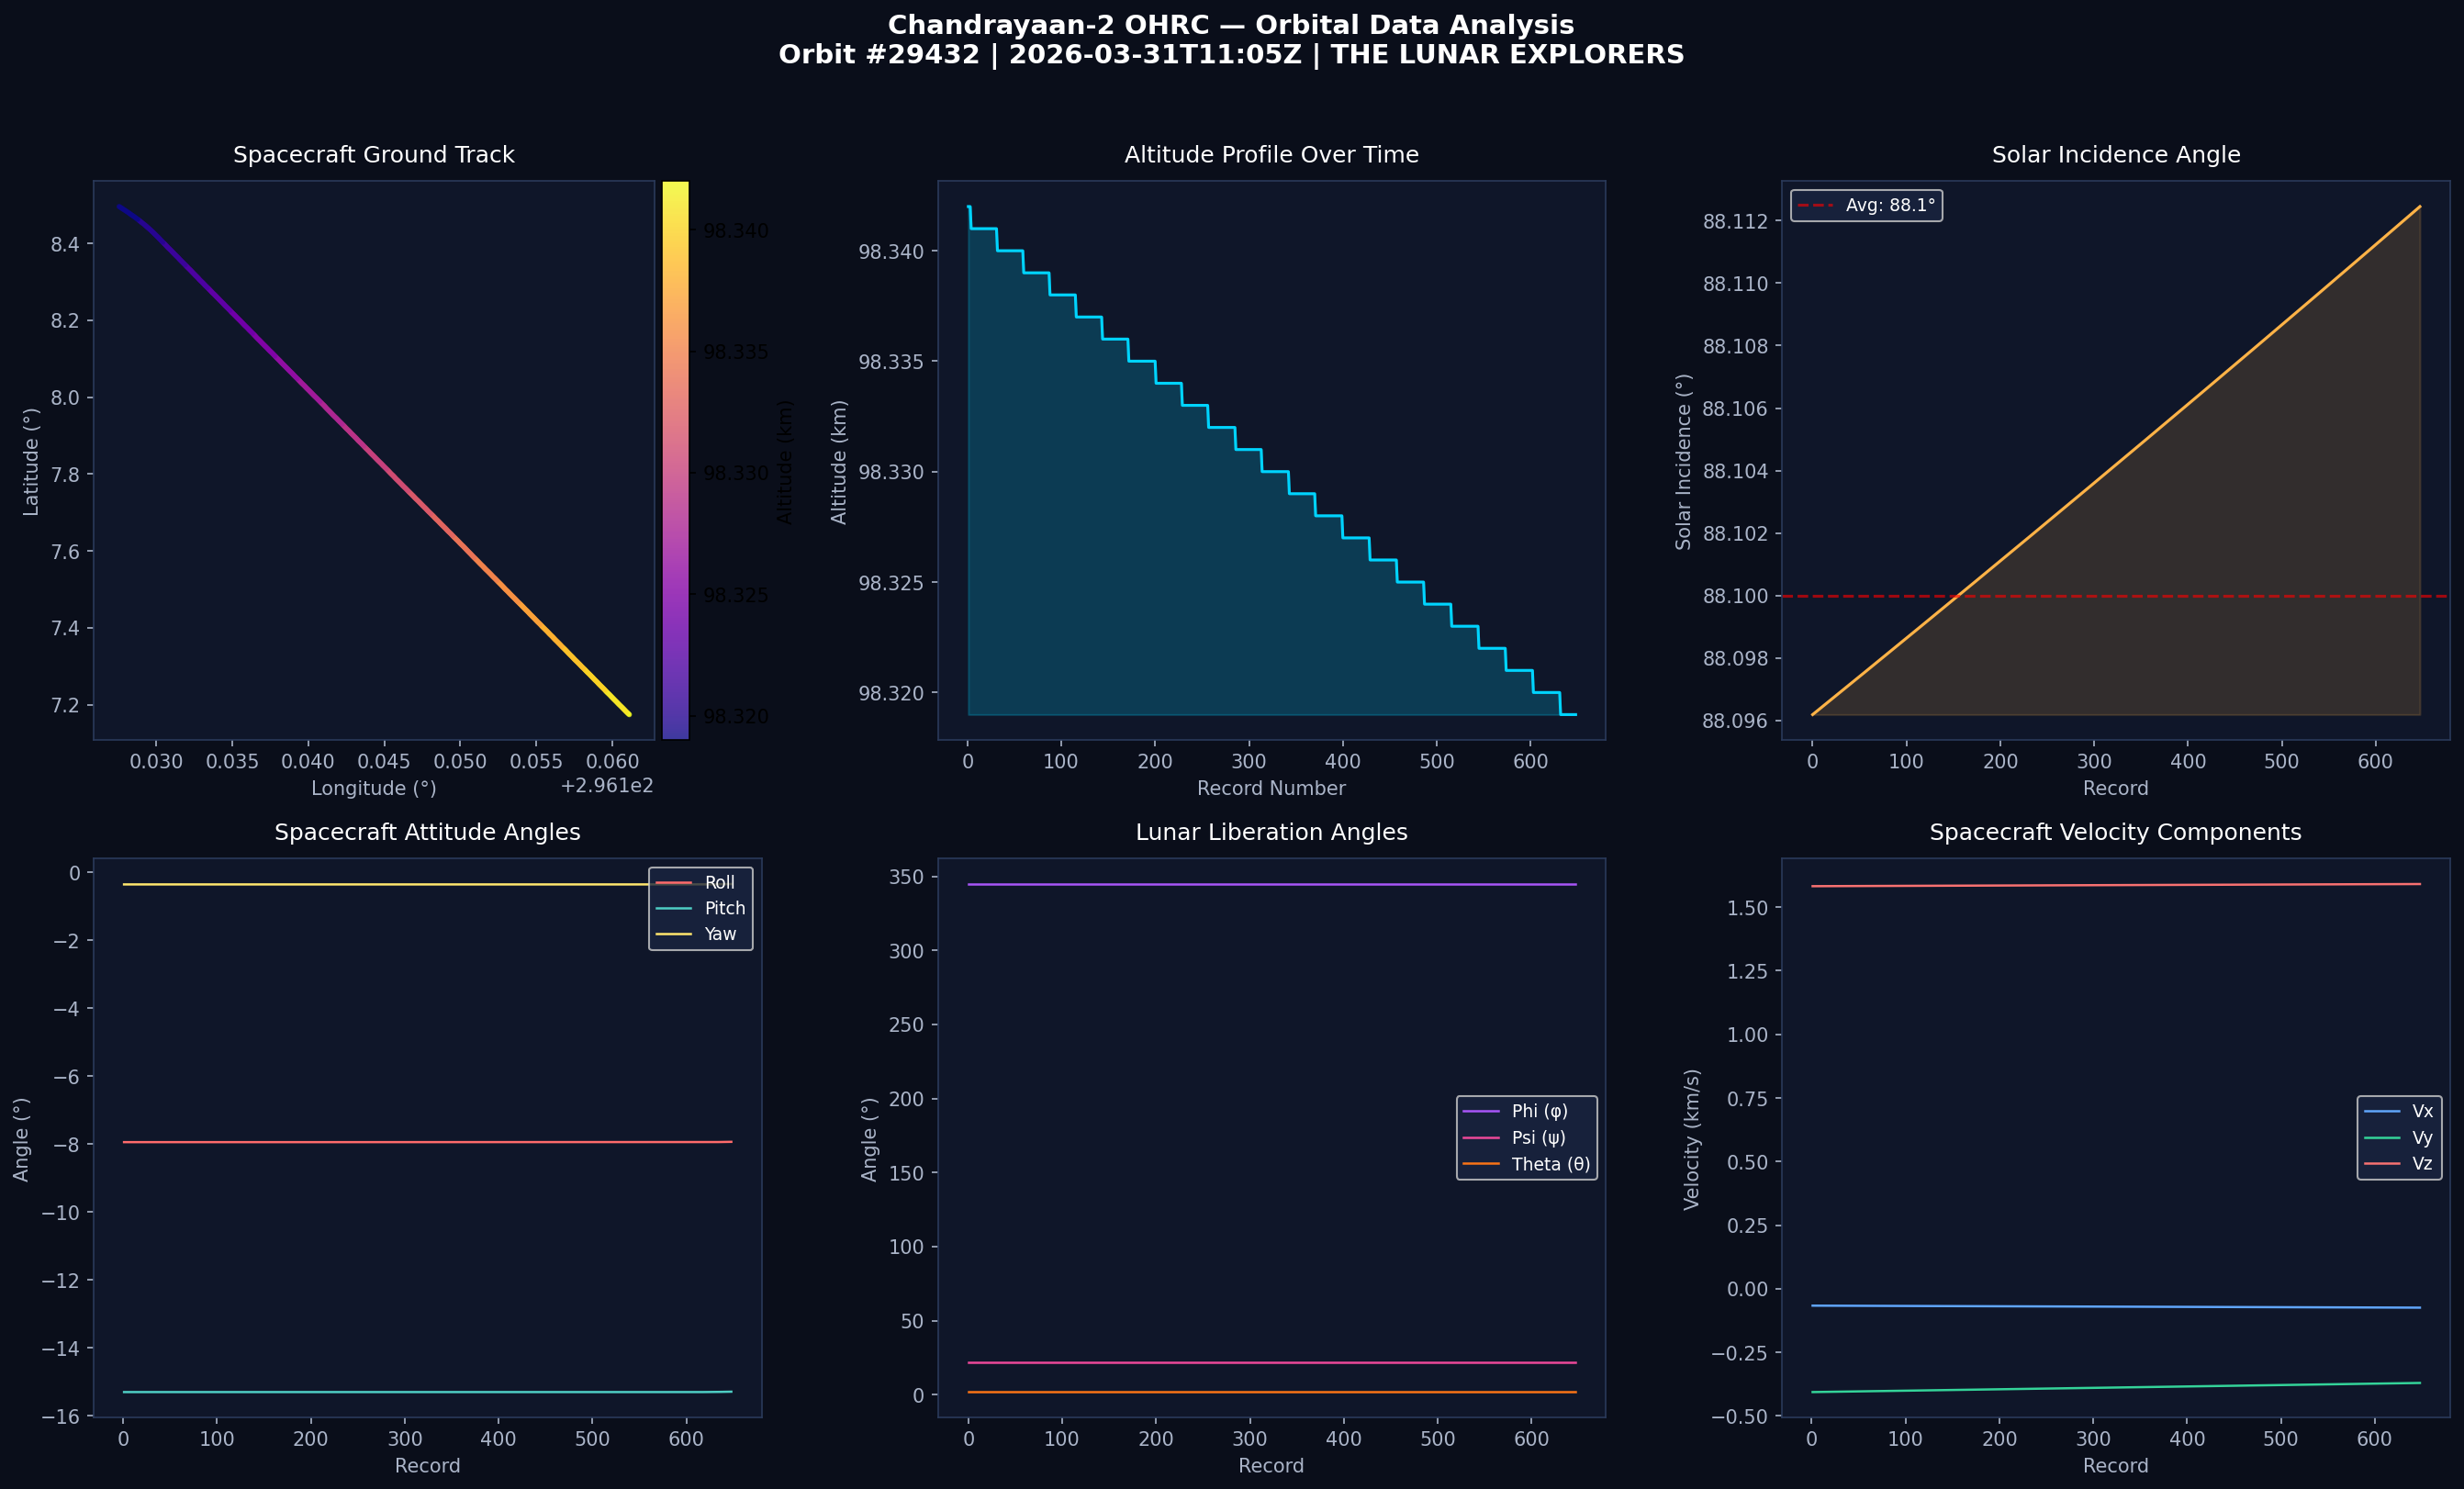 Chandrayaan-2 OHRC — Orbital Data Analysis
Orbit #29432 | 2026-03-31T11:05Z | THE LUNAR EXPLORERS
Spacecraft Ground Track
8.4
8.2
8.0
7.8
7.6
7.4
7.2
Latitude (°)
0.030 0.035 0.040 0.045 0.050 0.055 0.060
+2.961e2
Longitude (°)
98.340
98.335
98.330
98.325
98.320
Altitude (km)
Altitude Profile Over Time
98.340
98.335
98.330
98.325
98.320
Altitude (km)
0 100 200 300 400 500 600
Record Number
Solar Incidence Angle
Avg: 88.1°
88.112
88.110
88.108
88.106
88.104
88.102
88.100
88.098
88.096
Solar Incidence (°)
0 100 200 300 400 500 600
Record
Spacecraft Attitude Angles
Roll
Pitch
Yaw
0
−2
−4
−6
−8
−10
−12
−14
−16
Angle (°)
0 100 200 300 400 500 600
Record
Lunar Liberation Angles
350
300
250
200
150
100
50
0
Angle (°)
Phi (φ)
Psi (ψ)
Theta (θ)
0 100 200 300 400 500 600
Record
Spacecraft Velocity Components
1.50
1.25
1.00
0.75
0.50
0.25
0.00
−0.25
−0.50
Velocity (km/s)
Vx
Vy
Vz
0 100 200 300 400 500 600
Record